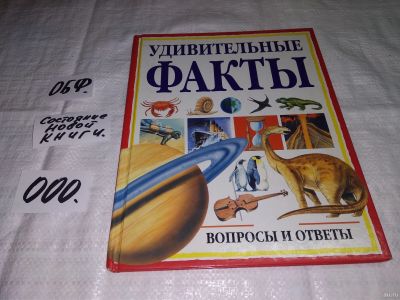 УДИВИТЕЛЬНЫЕ
ФАКТЫ
ВОПРОСЫ И ОТВЕТЫ
ОБФ.
Состояние
новой
книги.
000.